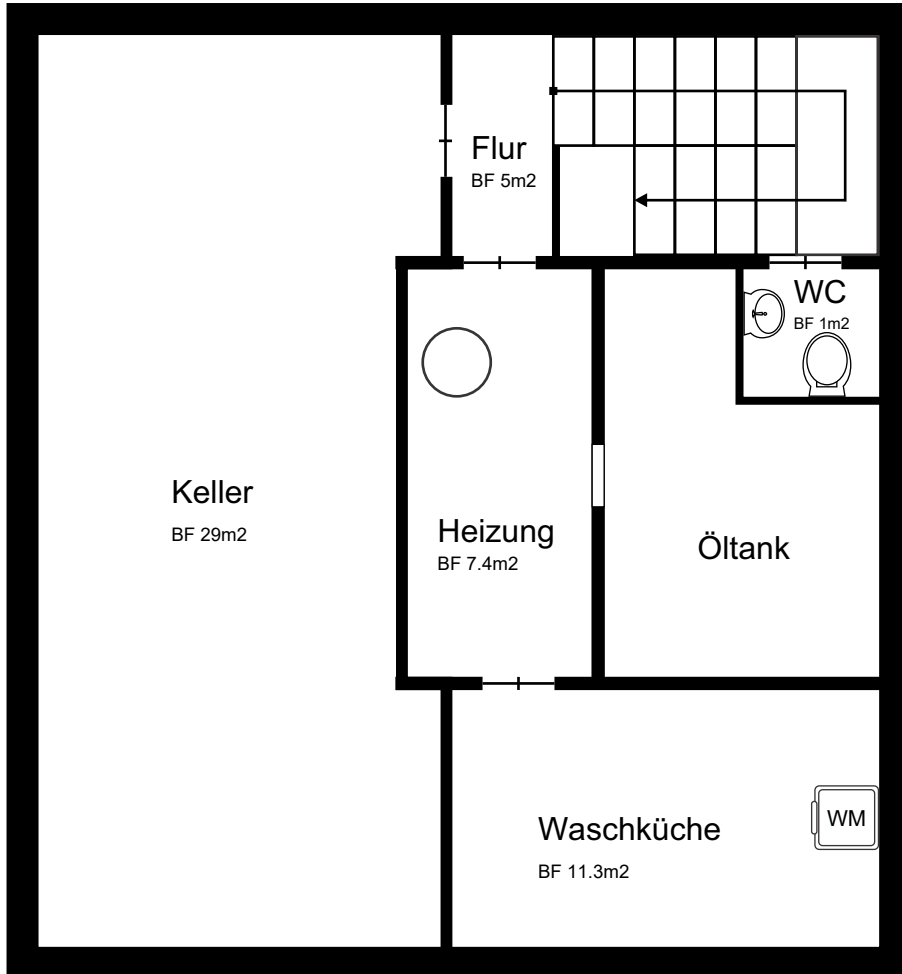 Flur
BF 5m2
WC
BF 1m2
Keller
BF 29m2
Heizung
BF 7.4m2
Öltank
Waschküche
BF 11.3m2
WM